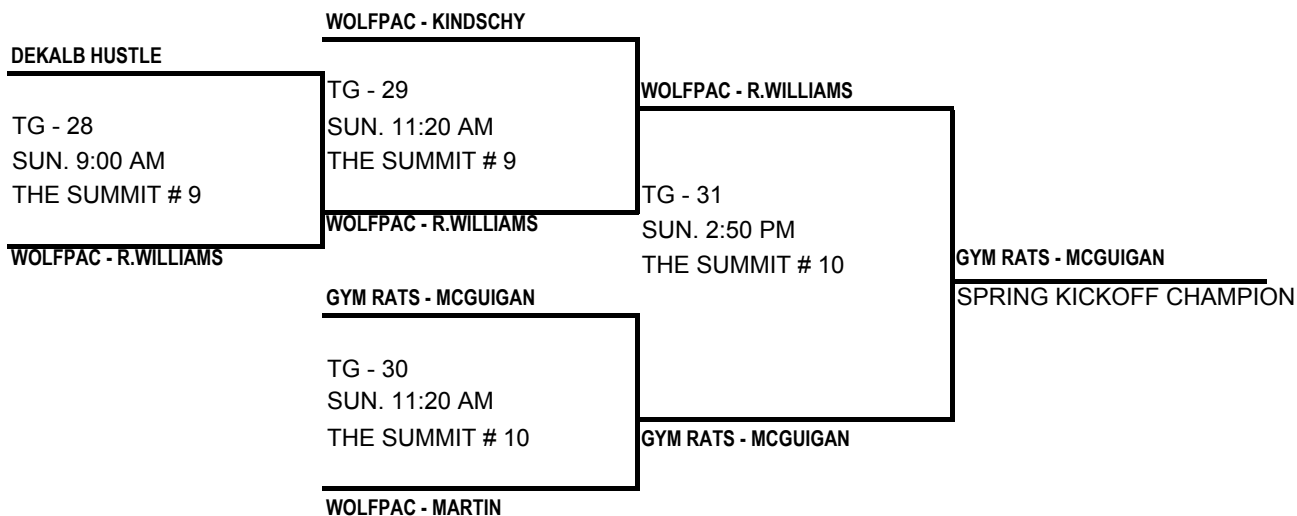 WOLFPAC - KINDSCHY
DEKALB HUSTLE
TG - 29
SUN. 11:20 AM
THE SUMMIT # 9
WOLFPAC - R.WILLIAMS
TG - 28
SUN. 9:00 AM
THE SUMMIT # 9
WOLFPAC - R.WILLIAMS
WOLFPAC - R.WILLIAMS
TG - 31
SUN. 2:50 PM
THE SUMMIT # 10
GYM RATS - MCGUIGAN
SPRING KICKOFF CHAMPION
GYM RATS - MCGUIGAN
TG - 30
SUN. 11:20 AM
THE SUMMIT # 10
GYM RATS - MCGUIGAN
WOLFPAC - MARTIN